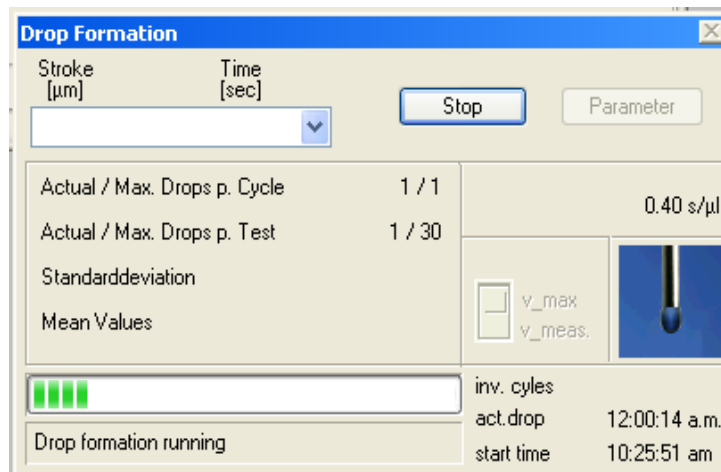 Drop Formation
Stroke Time
[µm] [sec]
Stop
Parameter
Actual / Max. Drops p. Cycle 1 / 1
Actual / Max. Drops p. Test 1 / 30
Standarddeviation
Mean Values
0.40 s/µl
v_max
v_meas.
Drop formation running
inv. cyles
act.drop 12:00:14 a.m.
start time 10:25:51 am